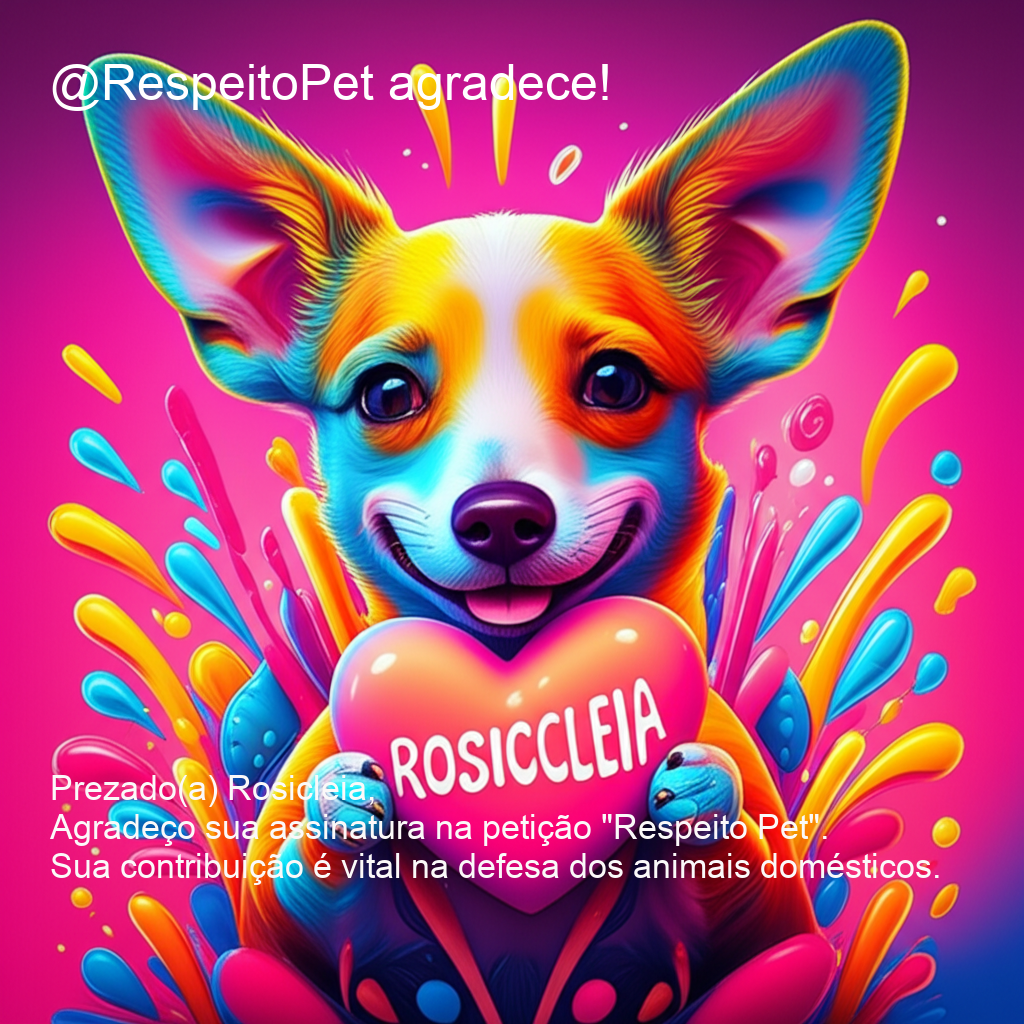 @RespeitoPet agradece!
ROSICCLEIA
Prezado(a) Rosicleia,
Agradeço sua assinatura na petição "Respeito Pet".
Sua contribuição é vital na defesa dos animais domésticos.